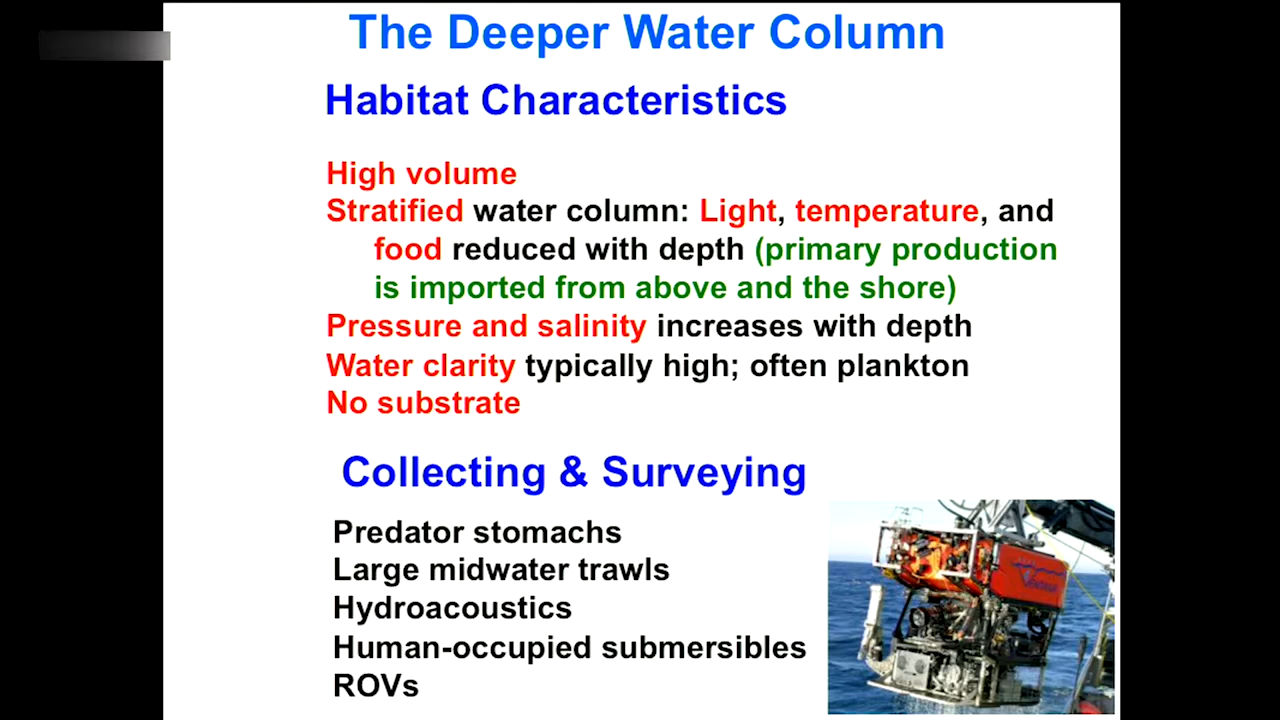 The Deeper Water Column
Habitat Characteristics
High volume
Stratified water column: Light, temperature, and
food reduced with depth (primary production
is imported from above and the shore)
Pressure and salinity increases with depth
Water clarity typically high; often plankton
No substrate
Collecting & Surveying
Predator stomachs
Large midwater trawls
Hydroacoustics
Human-occupied submersibles
ROVs